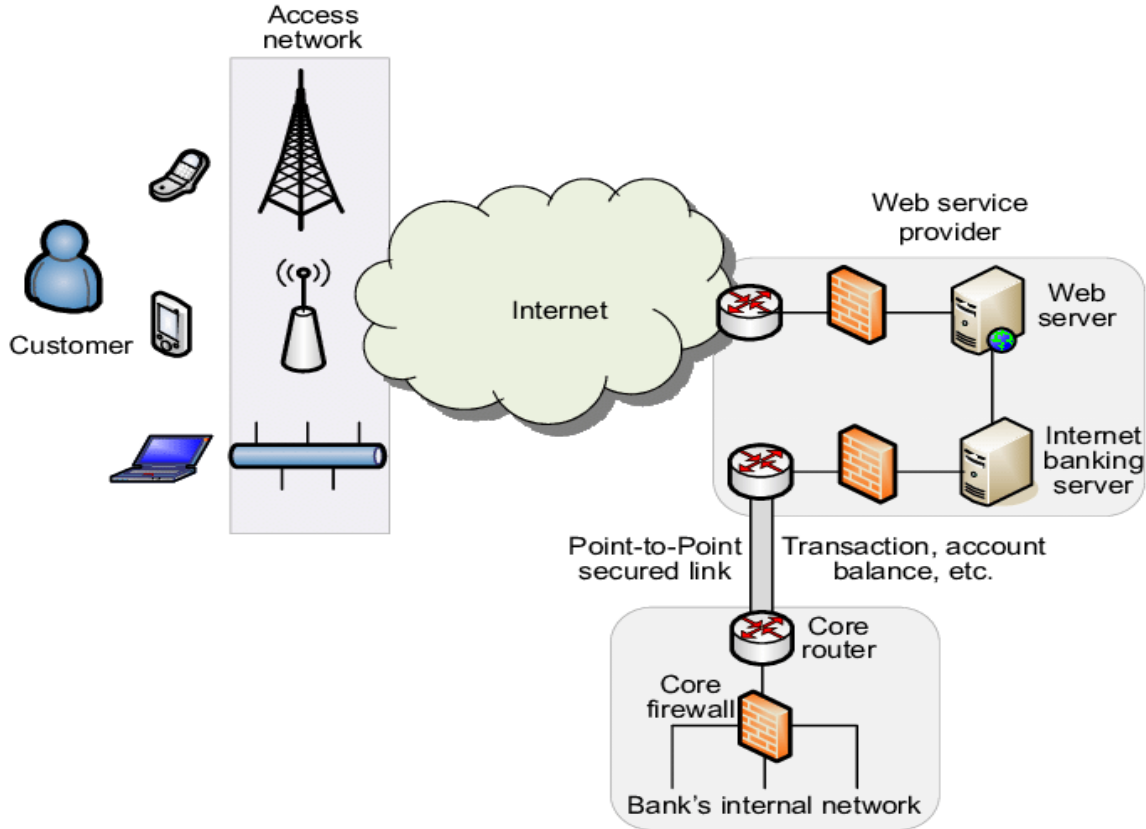 Access
network
Customer
Internet
Web service
provider
Web
server
Internet
banking
server
Point-to-Point
secured link
Transaction, account
balance, etc.
Core
router
Core
firewall
Bank's internal network